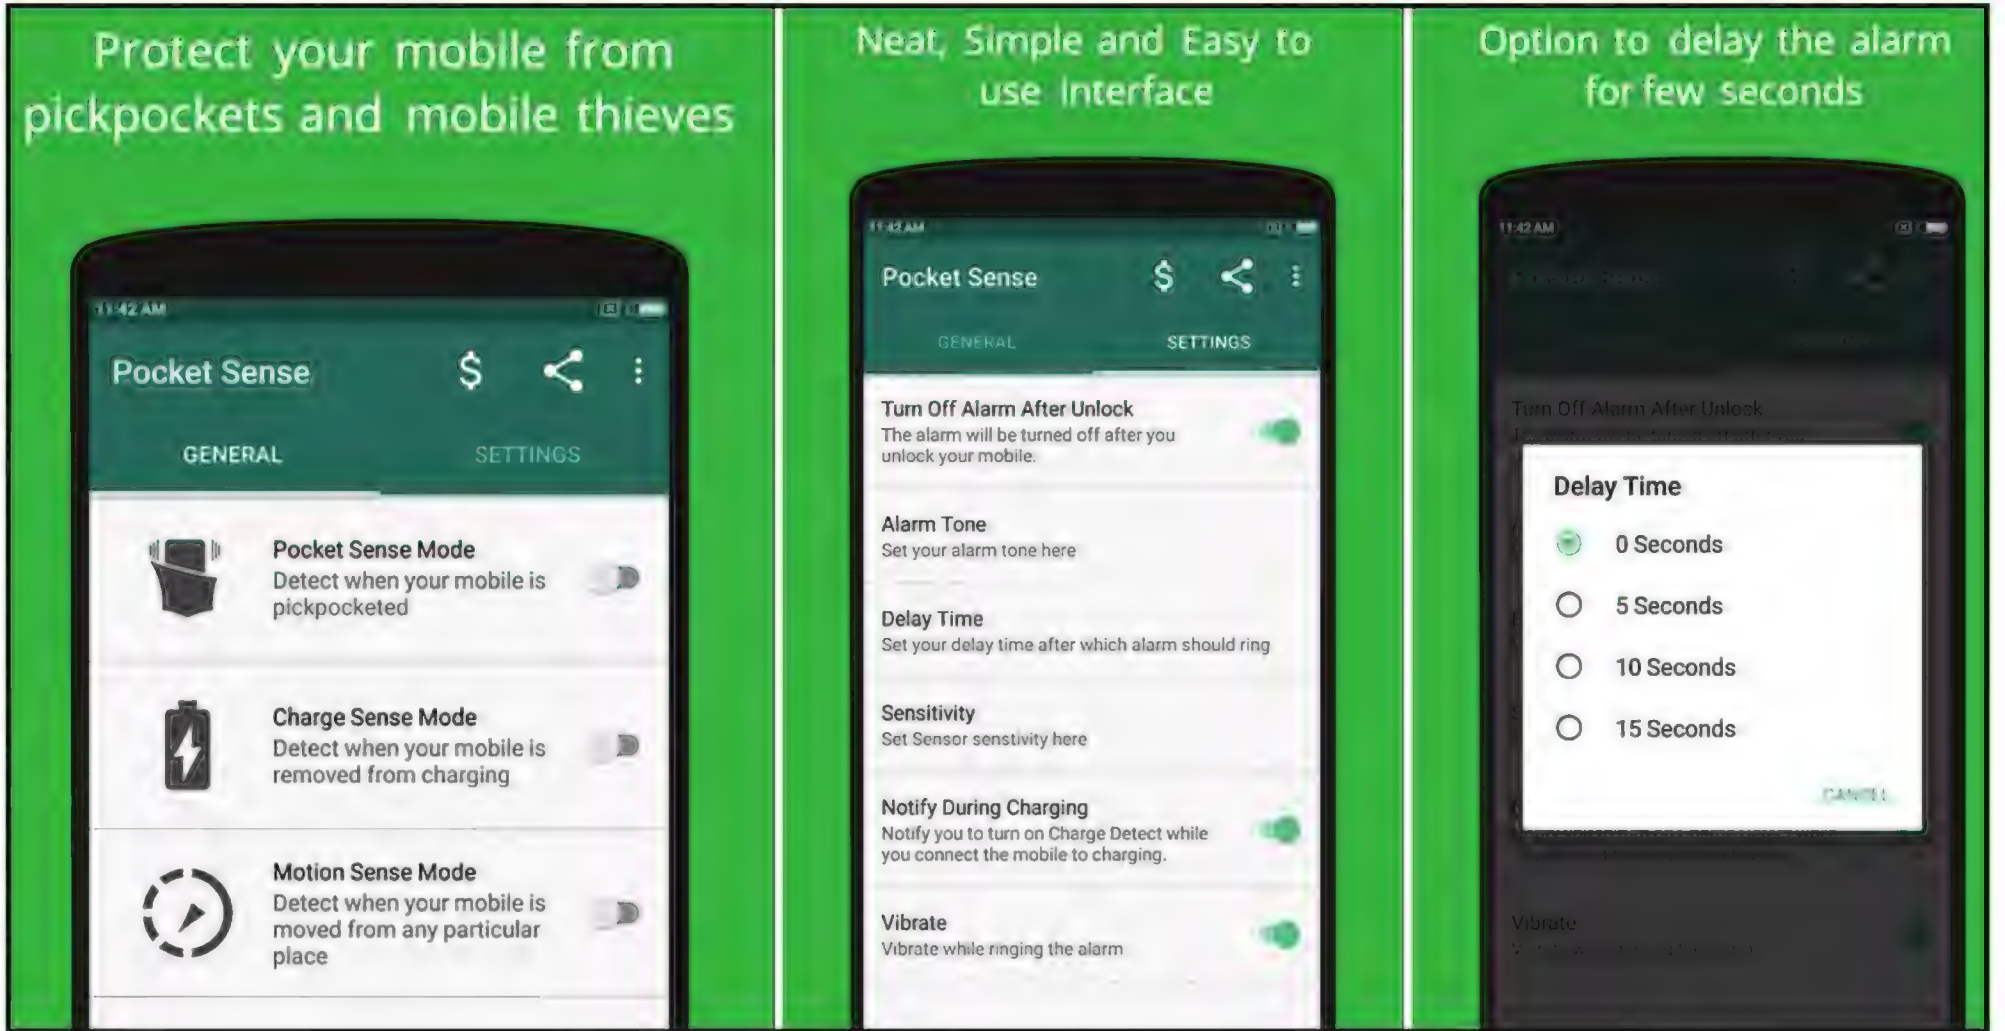 Protect your mobile from
pickpockets and mobile thieves
11:42 AM
Pocket Sense
$
GENERAL SETTINGS
Pocket Sense Mode
Detect when your mobile is
pickpocketed
Charge Sense Mode
Detect when your mobile is
removed from charging
Motion Sense Mode
Detect when your mobile is
moved from any particular
place
Neat, Simple and Easy to
use Interface
11:42 AM
Pocket Sense
$
GENERAL SETTINGS
Turn Off Alarm After Unlock
The alarm will be turned off after you
unlock your mobile.
Alarm Tone
Set your alarm tone here
Delay Time
Set your delay time after which alarm should ring
Sensitivity
Set Sensor senstivity here
Notify During Charging
Notify you to turn on Charge Detect while
you connect the mobile to charging.
Vibrate
Vibrate while ringing the alarm
Option to delay the alarm
for few seconds
11:42 AM
Turn Off Alarm After Unlock
Delay Time
0 Seconds
5 Seconds
10 Seconds
15 Seconds
CANCEL
Vibrate